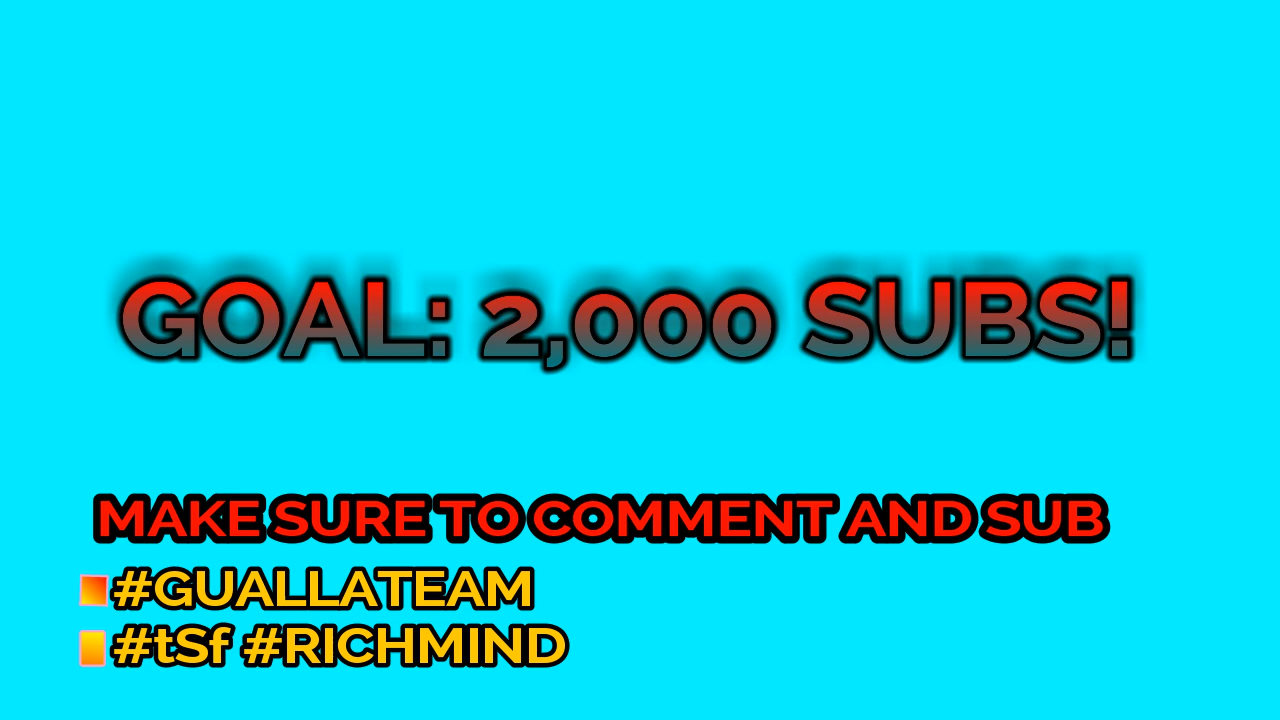 GOAL: 2,000 SUBS!
MAKE SURE TO COMMENT AND SUB
#GUALLATEAM
#tSf #RICHMIND